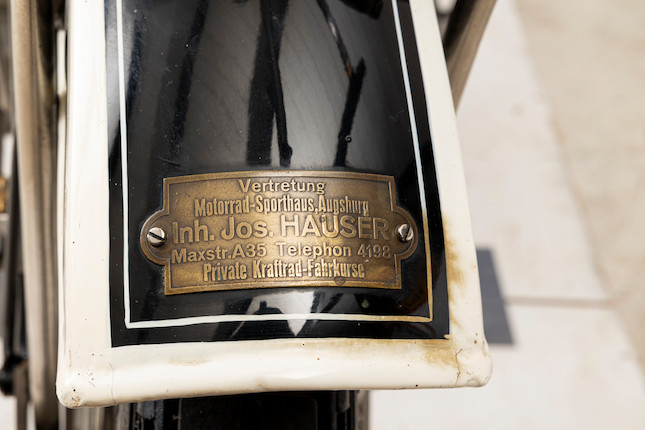 Vertretung
Motorrad-Sporthaus, Augsburg
Inh. Jos. HAUSER
Maxstr. A35 Telephon 4198
Private Kraftrad-Fahrkurse